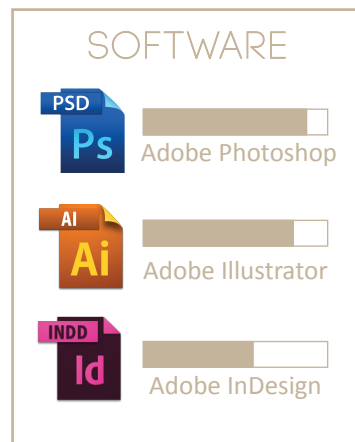 SOFTWARE
PSD
Ps
Adobe Photoshop
AI
Ai
Adobe Illustrator
INDD
Id
Adobe InDesign